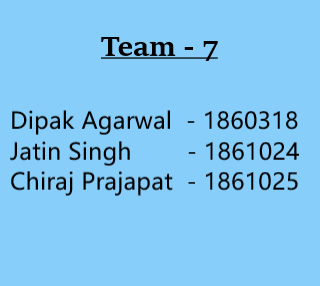 Team - 7
Dipak Agarwal - 1860318
Jatin Singh - 1861024
Chiraj Prajapat - 1861025